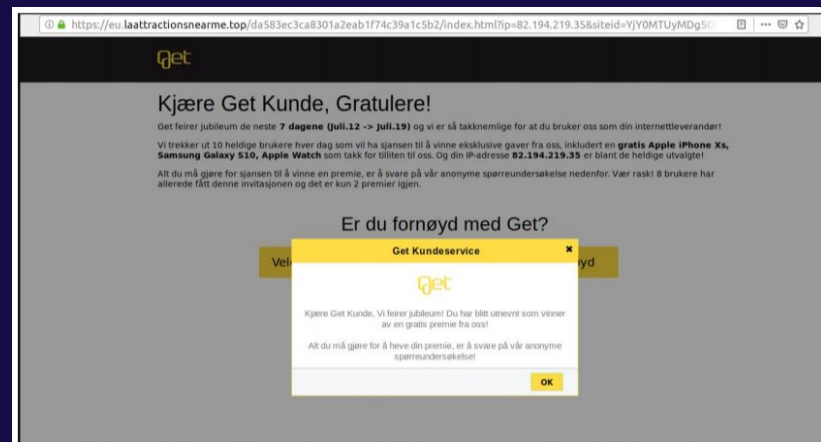 https://eu.laattractionsnearme.top/da583ec3ca8301a2eab1f74c39a1c5b2/index.html?ip=82.194.219.35&siteid=YjY0MTUyMDg5
Get
Kjære Get Kunde, Gratulere!
Get feirer jubileum de neste 7 dagene (Juli.12 -> Juli.19) og vi er så takknemlige for at du bruker oss som din internettleverandør!
Vi trekker ut 10 heldige brukere hver dag som vil ha sjansen til å vinne eksklusive gaver fra oss, inkludert en gratis Apple iPhone Xs,
Samsung Galaxy S10, Apple Watch som takk for tilliten til oss. Og din IP-adresse 82.194.219.35 er blant de heldige utvalgte!
Alt du må gjøre for sjansen til å vinne en premie, er å svare på vår anonyme spørreundersøkelse nedenfor. Vær rask! 8 brukere har
allerede fått denne invitasjonen og det er kun 2 premier igjen.
Er du fornøyd med Get?
Vel
yd
Get Kundeservice
Get
Kjære Get Kunde, Vi feirer jubileum! Du har blitt utnevnt som vinner
av en gratis premie fra oss!
Alt du må gjøre for å heve din premie, er å svare på vår anonyme
spørreundersøkelse!
OK